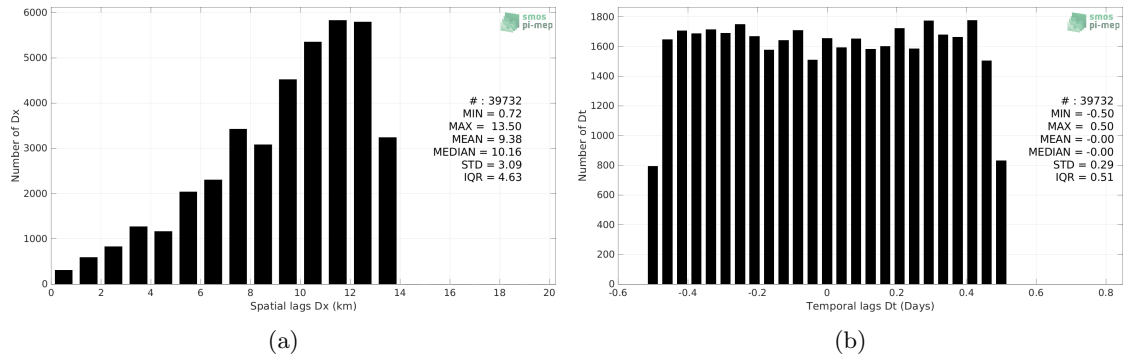 6000
5000
4000
3000
2000
1000
0
Number of Dx
smos
pi-mep
# : 39732
MIN = 0.72
MAX = 13.50
MEAN = 9.38
MEDIAN = 10.16
STD = 3.09
IQR = 4.63
0 2 4 6 8 10 12 14 16 18 20
Spatial lags Dx (km)
(a)
1800
1600
1400
1200
1000
800
600
400
200
0
Number of Dt
smos
pi-mep
# : 39732
MIN = -0.50
MAX = 0.50
MEAN = -0.00
MEDIAN = -0.00
STD = 0.29
IQR = 0.51
-0.6 -0.4 -0.2 0 0.2 0.4 0.6 0.8
Temporal lags Dt (Days)
(b)